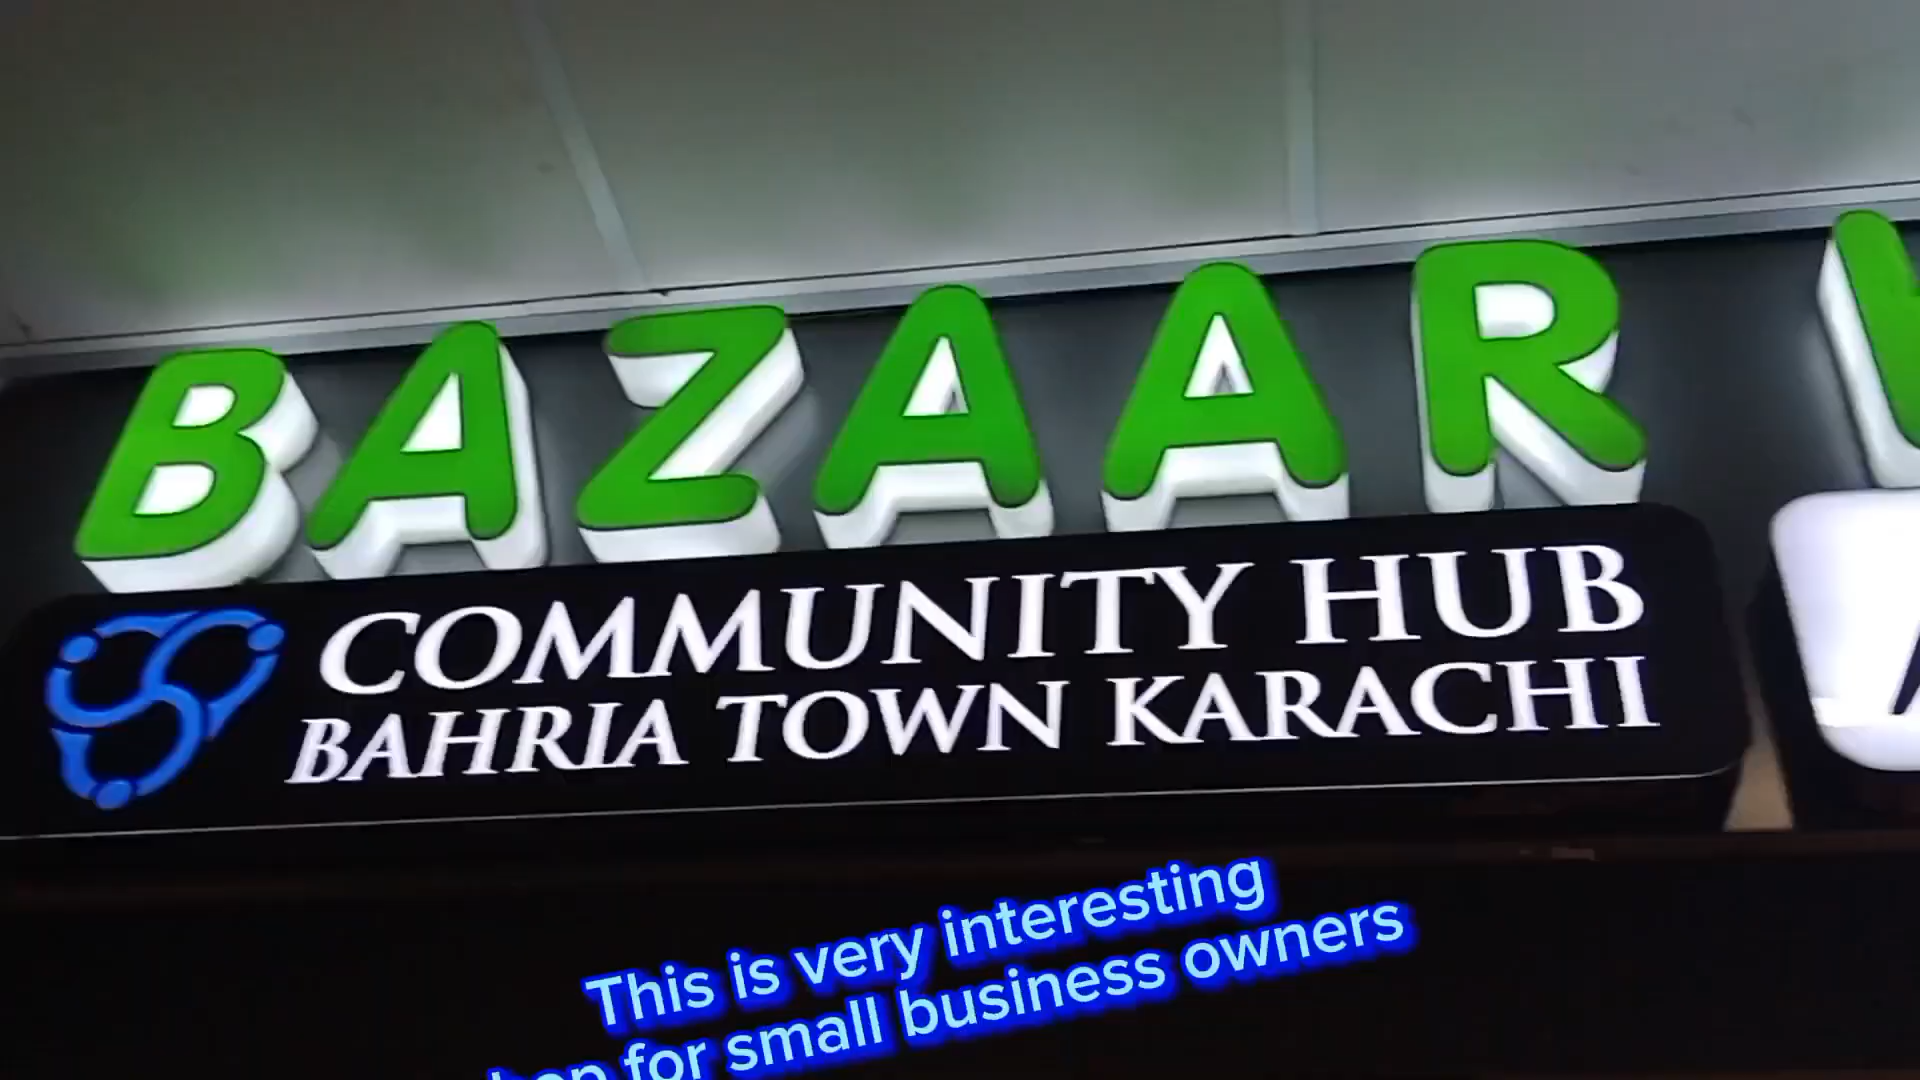 BAZAAR
COMMUNITY HUB
BAHRIA TOWN KARACHI
This is very interesting
for small business owners